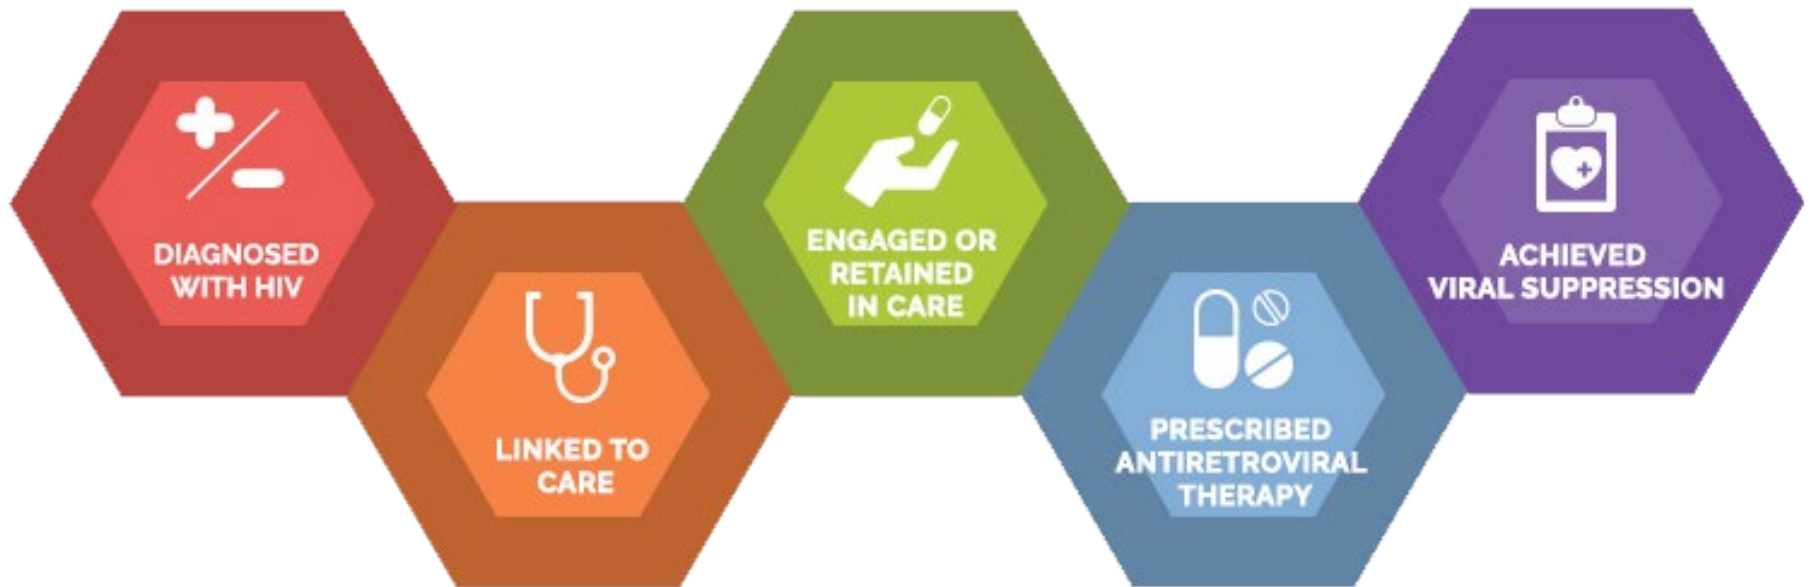 DIAGNOSED
WITH HIV
LINKED TO
CARE
ENGAGED OR
RETAINED
IN CARE
PRESCRIBED
ANTIRETROVIRAL
THERAPY
ACHIEVED
VIRAL SUPPRESSION